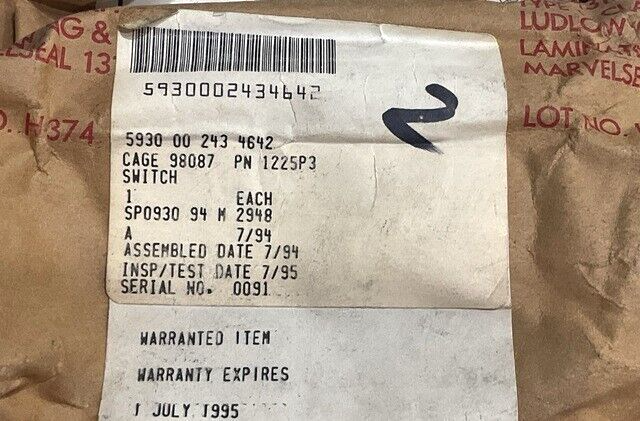 NG &
LSEAL 13
O. H374
5930002434642
2
5930 00 243 4642
CAGE 98087 PN 1225P3
SWITCH
1 EACH
SP0930 94 M 2948
A 7/94
ASSEMBLED DATE 7/94
INSP/TEST DATE 7/95
SERIAL NO. 0091
WARRANTED ITEM
WARRANTY EXPIRES
1 JULY 1995
LUDLOW
MARVELSE
LOT NO.